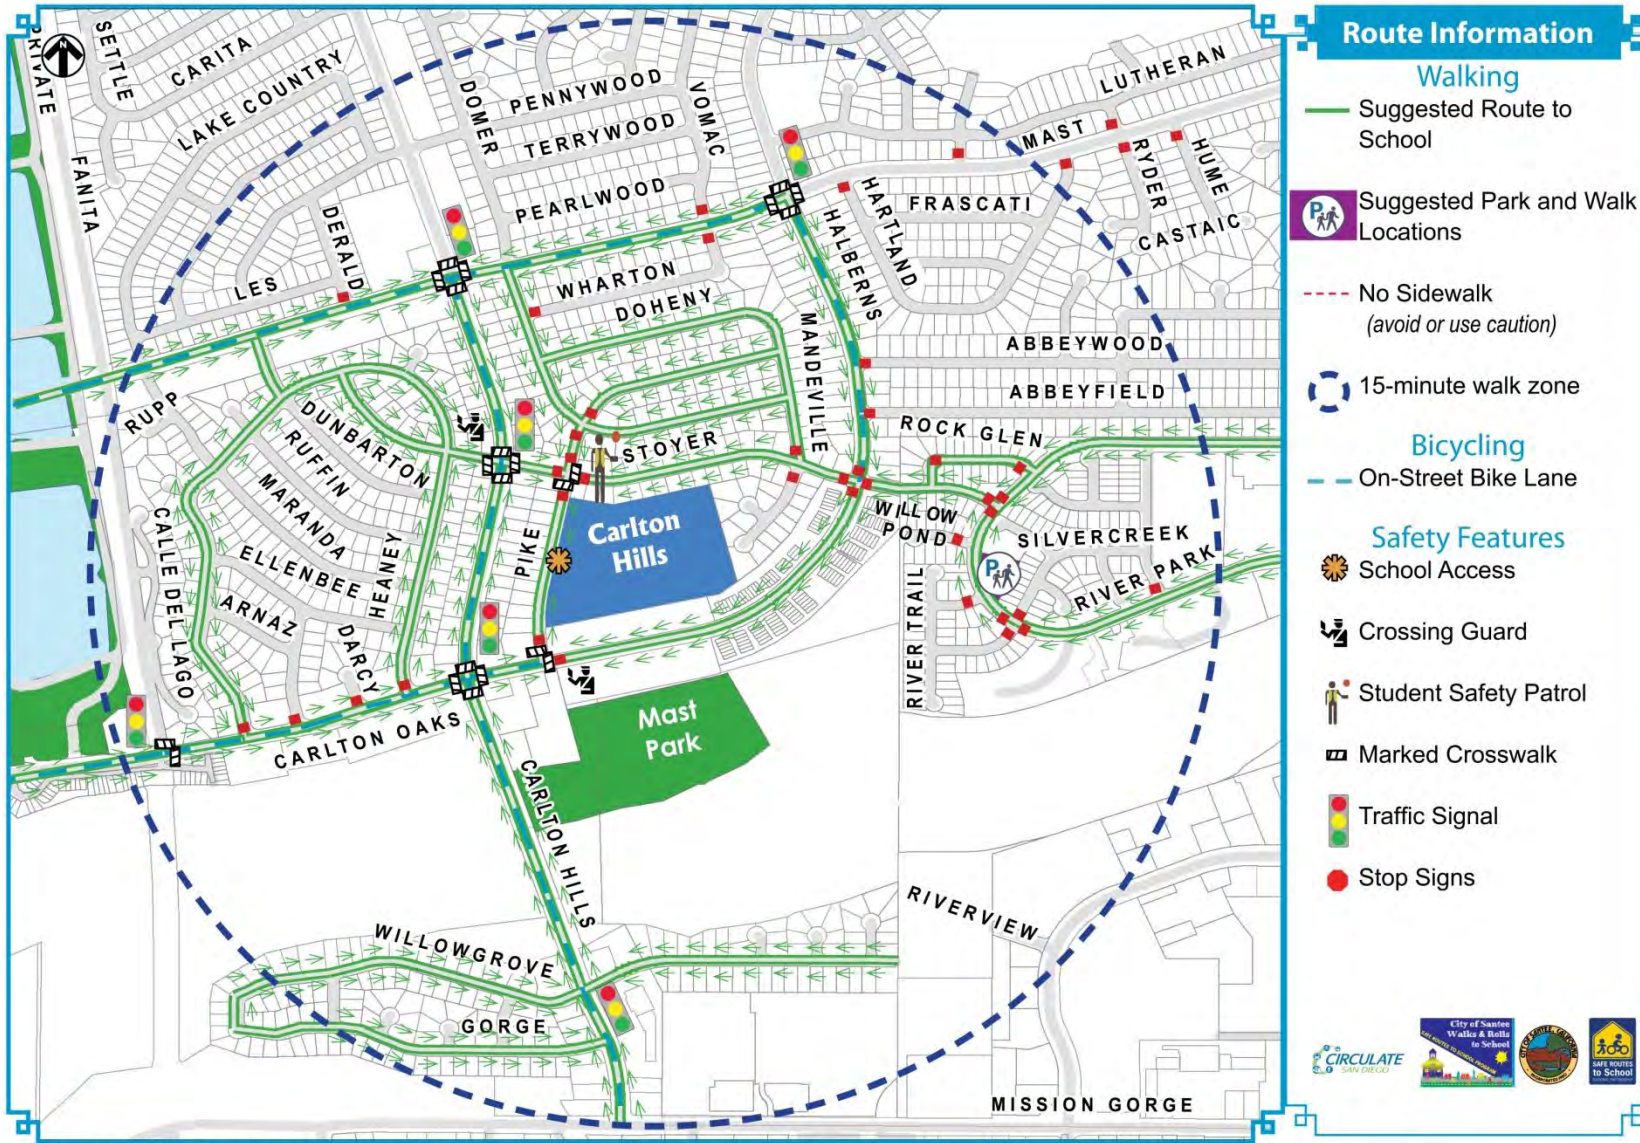 PRIVATE
SETTLE
CARITA
LAKE COUNTRY
FANITA
DERALD
LES
DOMER
PENNYWOOD
TERRYWOOD
VOMAC
PEARLWOOD
LUTHERAN
MAST
RYDER
HUME
HARTLAND
FRASCATI
CASTAIC
HALBERNS
WHARTON
DOHENY
MANDEVILLE
ABBEYWOOD
ABBEYFIELD
RUPP
DUNBARTON
RUFFIN
MARANDA
ELLENBEE
HEANEY
ARNAZ
DARCY
CALLE DEL LAGO
STOYER
ROCK GLEN
PIKE
Carlton
Hills
WILLOW
POND
SILVERCREEK
RIVER PARK
RIVER TRAIL
CARLTON OAKS
Mast
Park
CARLTON HILLS
WILLOWGROVE
GORGE
RIVERVIEW
MISSION GORGE
N
P
Route Information
Walking
Suggested Route to
School
P
Suggested Park and Walk
Locations
No Sidewalk
(avoid or use caution)
15-minute walk zone
Bicycling
On-Street Bike Lane
Safety Features
School Access
Crossing Guard
Student Safety Patrol
Marked Crosswalk
Traffic Signal
Stop Signs
CIRCULATE
SAN DIEGO
City of Santee
Walks & Rolls
to School
SAFE ROUTES TO SCHOOL PROGRAM
SAFE ROUTES
to School